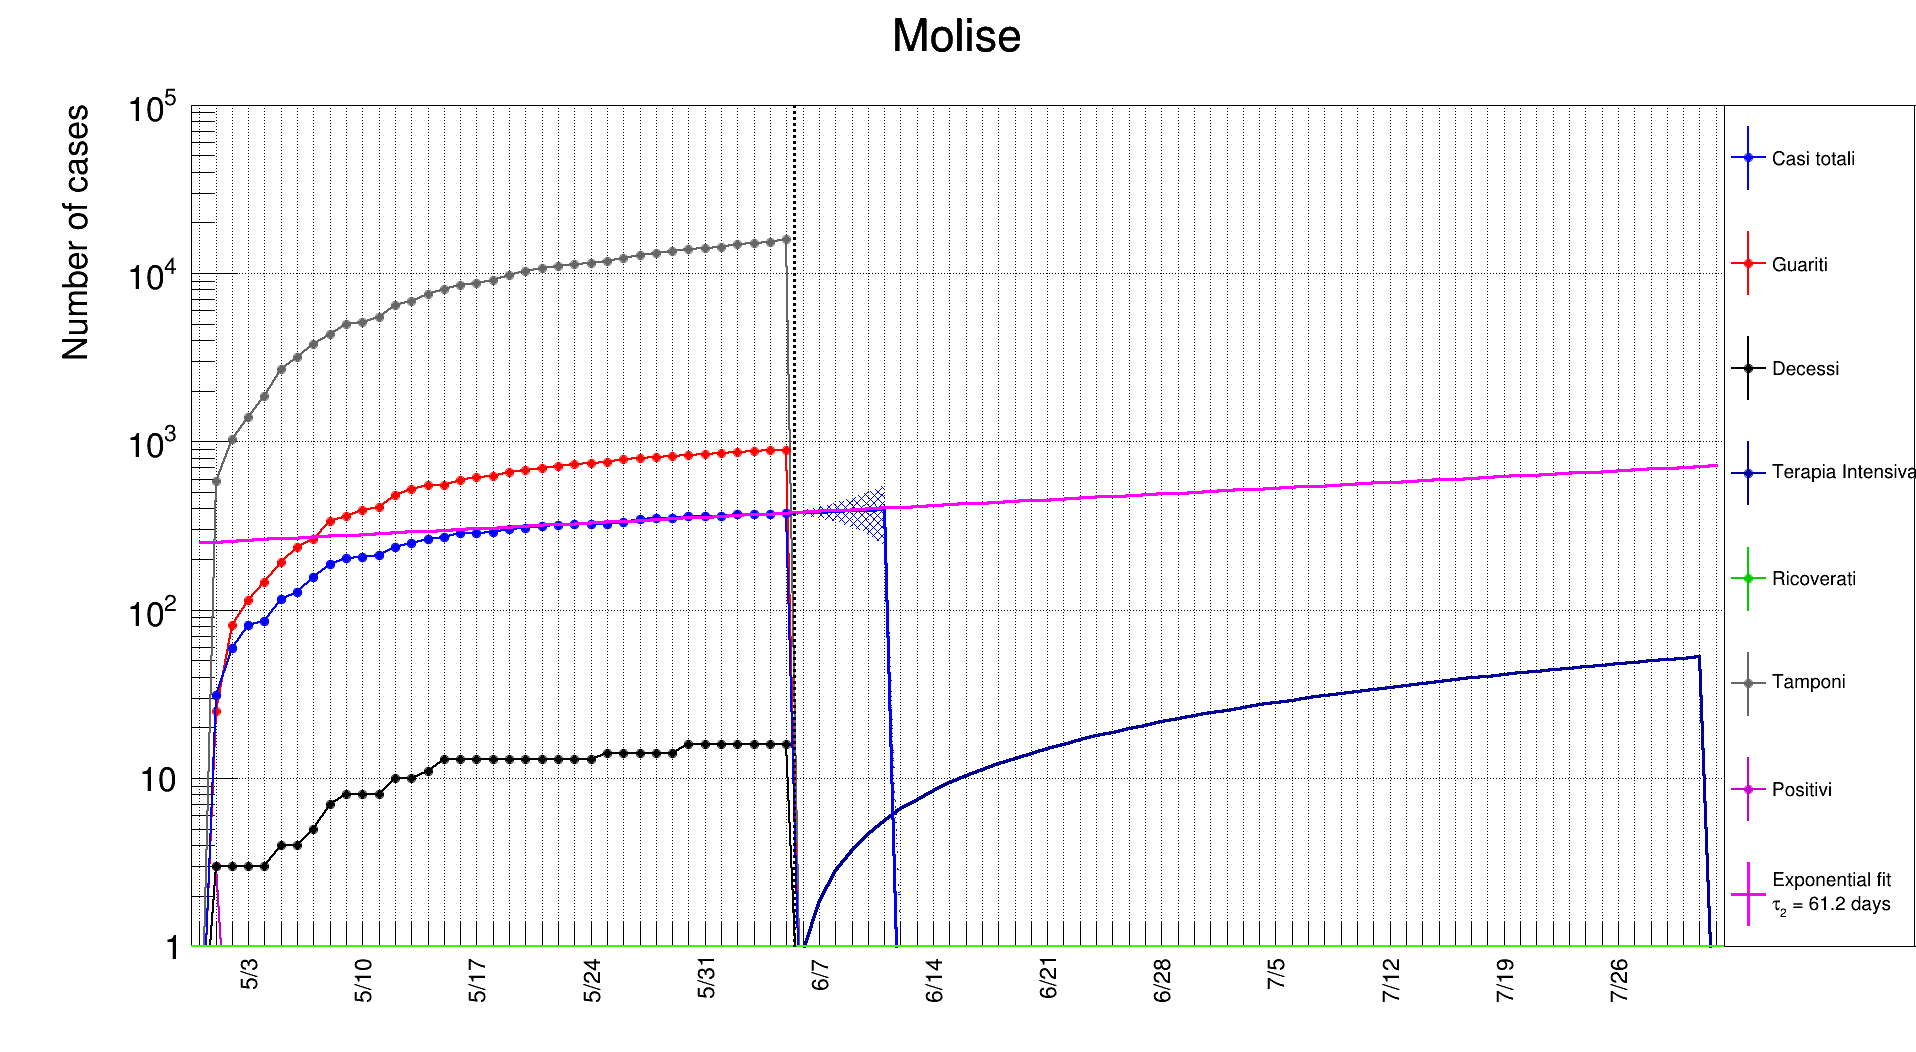 Molise
Number of cases
10^5
10^4
10^3
10^2
10
1
5/3 5/10 5/17 5/24 5/31 6/7 6/14 6/21 6/28 7/5 7/12 7/19 7/26
Casi totali
Guariti
Decessi
Terapia Intensiva
Ricoverati
Tamponi
Positivi
Exponential fit
τ₂ = 61.2 days